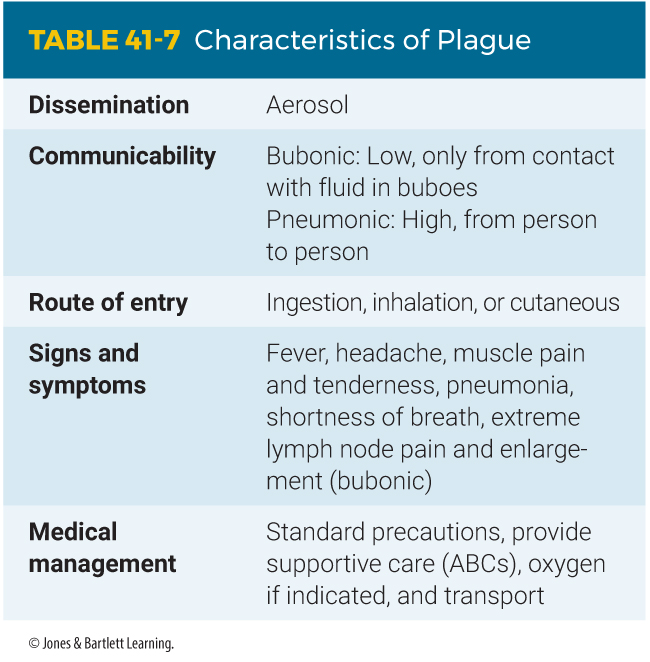 TABLE 41-7 Characteristics of Plague
Dissemination Aerosol
Communicability Bubonic: Low, only from contact
with fluid in buboes
Pneumonic: High, from person
to person
Route of entry Ingestion, inhalation, or cutaneous
Signs and Fever, headache, muscle pain
symptoms and tenderness, pneumonia,
shortness of breath, extreme
lymph node pain and enlarge-
ment (bubonic)
Medical Standard precautions, provide
management supportive care (ABCs), oxygen
if indicated, and transport
© Jones & Bartlett Learning.